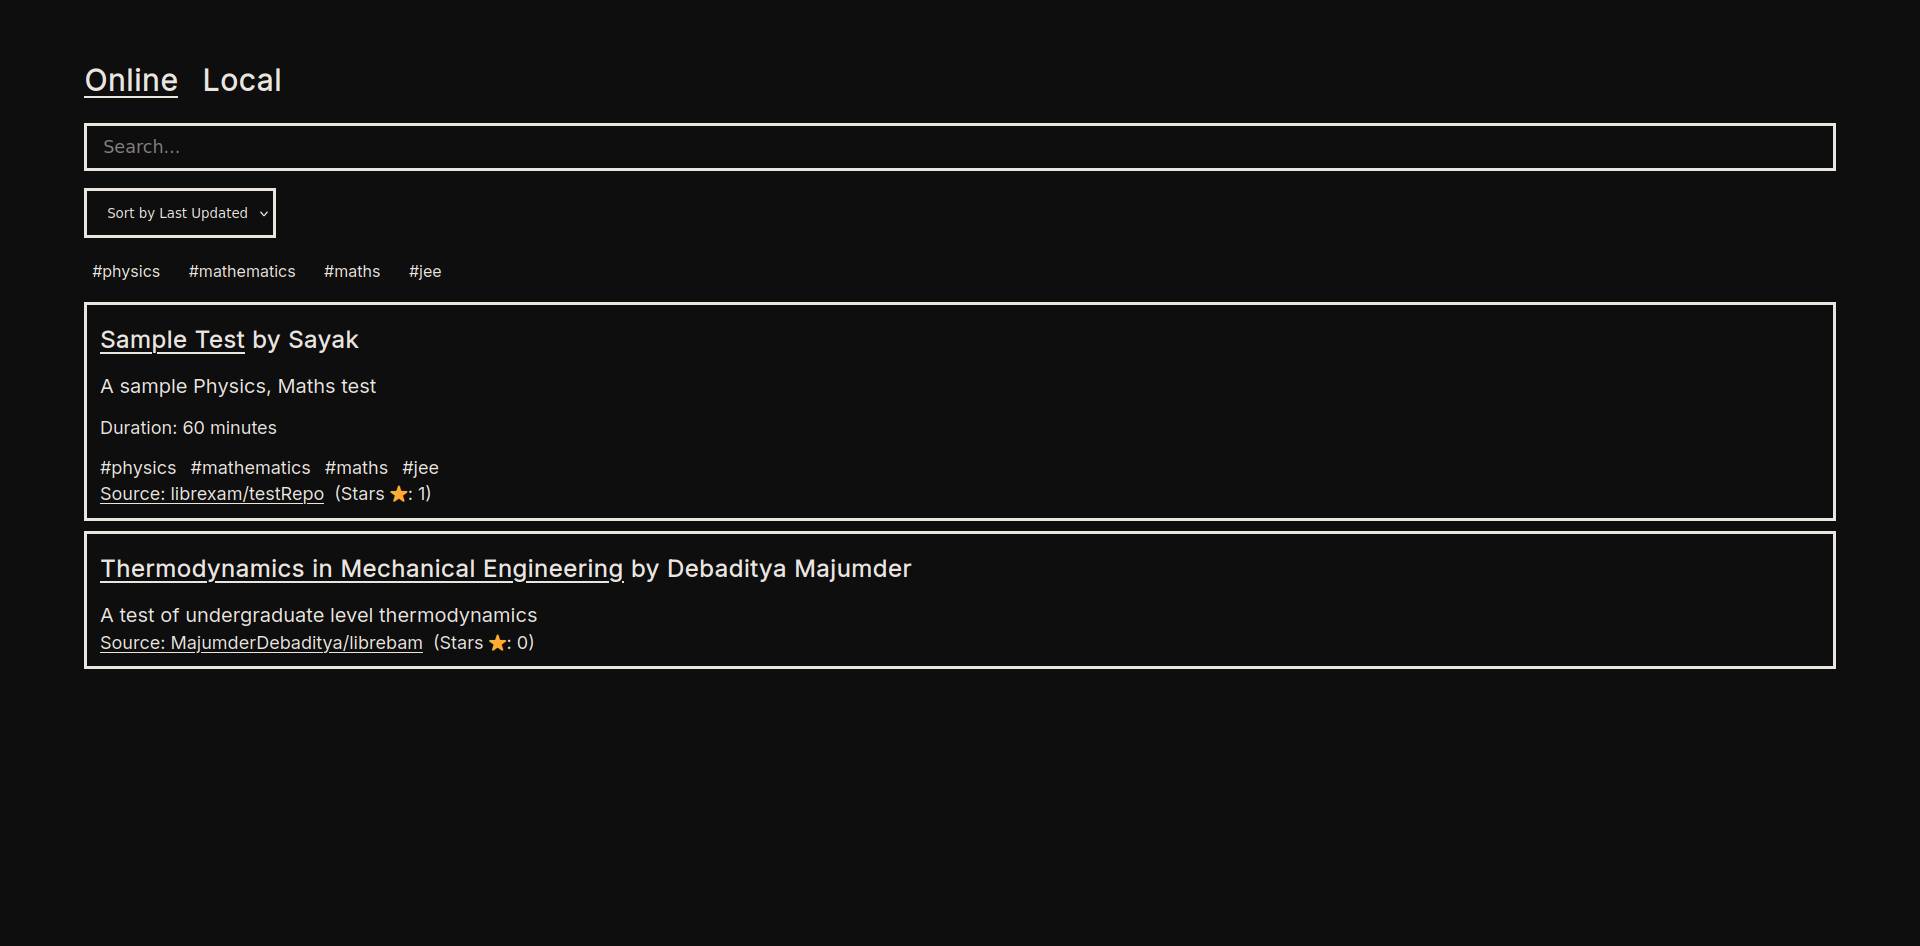 Online Local
Search...
Sort by Last Updated
#physics #mathematics #maths #jee
Sample Test by Sayak
A sample Physics, Maths test
Duration: 60 minutes
#physics #mathematics #maths #jee
Source: librexam/testRepo (Stars ⭐: 1)
Thermodynamics in Mechanical Engineering by Debaditya Majumder
A test of undergraduate level thermodynamics
Source: MajumderDebaditya/librebam (Stars ⭐: 0)